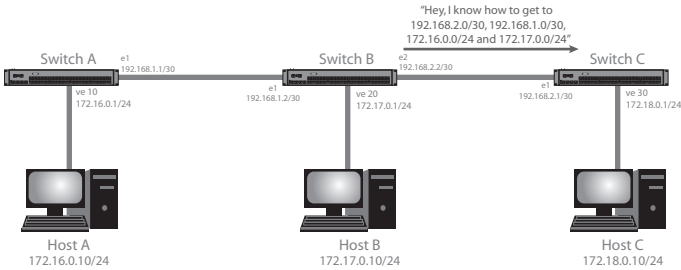 "Hey, I know how to get to
192.168.2.0/30, 192.168.1.0/30,
172.16.0.0/24 and 172.17.0.0/24"
Switch A
Switch B
Switch C
e1
192.168.1.1/30
e1
192.168.1.2/30
e2
192.168.2.2/30
e1
192.168.2.1/30
ve 10
172.16.0.1/24
ve 20
172.17.0.1/24
ve 30
172.18.0.1/24
Host A
172.16.0.10/24
Host B
172.17.0.10/24
Host C
172.18.0.10/24